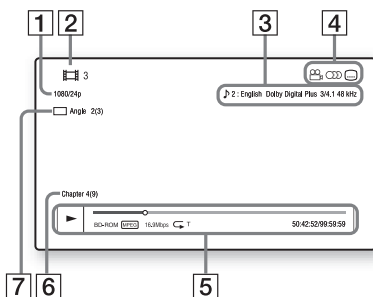 1 2 3 4
3
1080/24p
2 : English Dolby Digital Plus 3/4.1 48 kHz
Angle 2(3)
Chapter 4(9)
BD-ROM MPEG 16.9Mbps T 50:42:52/99:59:59
7 6 5